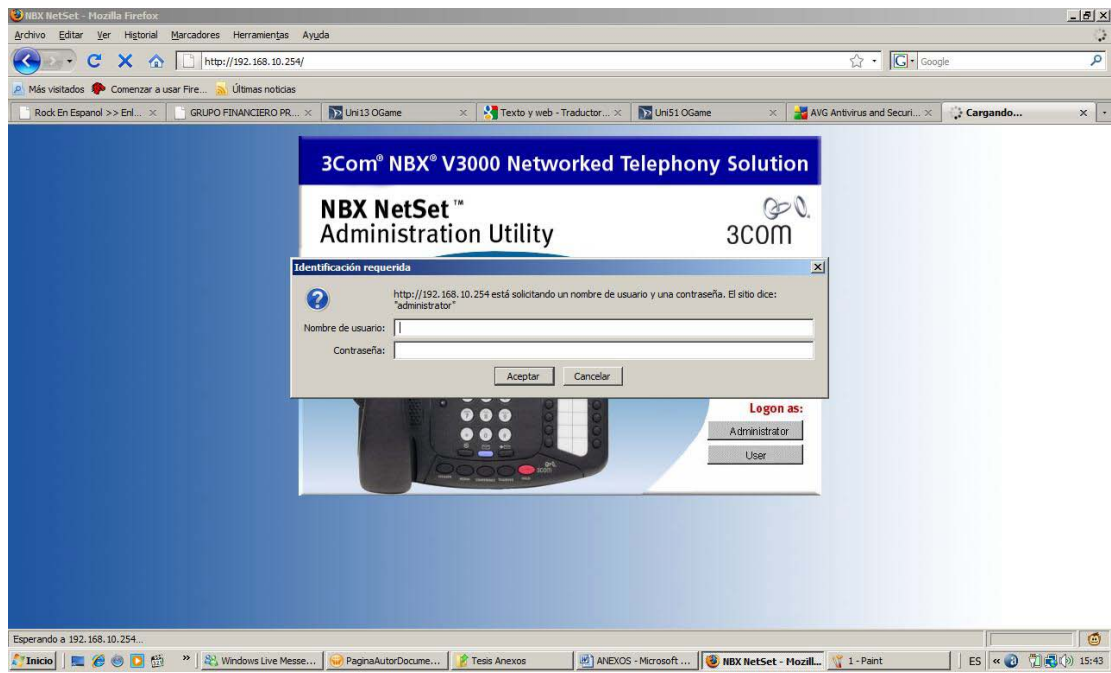 NBX NetSet - Mozilla Firefox
Archivo Editar Ver Historial Marcadores Herramientas Ayuda
http://192.168.10.254/
Google
Más visitados Comenzar a usar Fire... Últimas noticias
Rock En Espanol >> Enl... GRUPO FINANCIERO PR... Uni13 OGame Texto y web - Traductor... Uni51 OGame AVG Antivirus and Securi... Cargando...
3Com® NBX® V3000 Networked Telephony Solution
NBX NetSet™
Administration Utility
3COM
Identificación requerida
http://192.168.10.254 está solicitando un nombre de usuario y una contraseña. El sitio dice:
"administrator"
Nombre de usuario:
Contraseña:
Aceptar Cancelar
Logon as:
Administrator
User
3COM
Esperando a 192.168.10.254...
Inicio » Windows Live Messe... PaginaAutorDocume... Tesis Anexos ANEXOS - Microsoft ... NBX NetSet - Mozill... 1 - Paint ES « 15:43